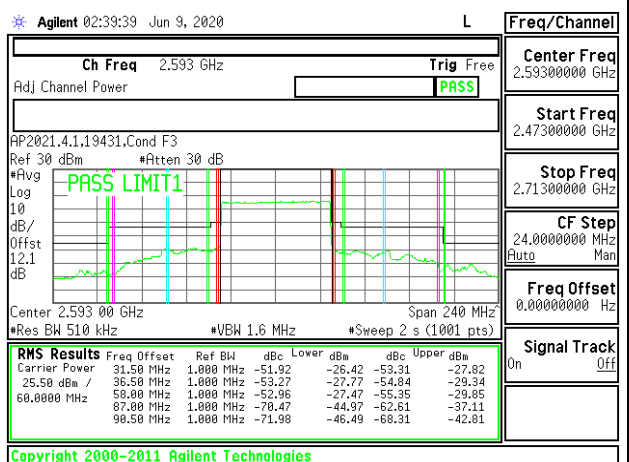 Agilent 02:39:39 Jun 9, 2020 L
Freq/Channel
Ch Freq 2.593 GHz Trig Free
Adj Channel Power PASS
AP2021.4.1,19431,Cond F3
Ref 30 dBm #Atten 30 dB
#Avg
Log
10
dB/
Offst
12.1
dB
PASS LIMIT1
Center 2.593 00 GHz Span 240 MHz^
#Res BW 510 kHz #VBW 1.6 MHz #Sweep 2 s (1001 pts)
RMS Results Freq Offset Ref BW dBc Lower dBm dBc Upper dBm
Carrier Power 31.50 MHz 1.000 MHz -51.92 -26.42 -53.31 -27.82
25.50 dBm / 36.50 MHz 1.000 MHz -53.27 -27.77 -54.84 -29.34
60.0000 MHz 58.00 MHz 1.000 MHz -52.96 -27.47 -55.35 -29.85
87.00 MHz 1.000 MHz -70.47 -44.97 -62.61 -37.11
90.50 MHz 1.000 MHz -71.98 -46.49 -68.31 -42.81
Copyright 2000-2011 Agilent Technologies
Center Freq
2.59300000 GHz
Start Freq
2.47300000 GHz
Stop Freq
2.71300000 GHz
CF Step
24.0000000 MHz
Auto Man
Freq Offset
0.00000000 Hz
Signal Track
On Off